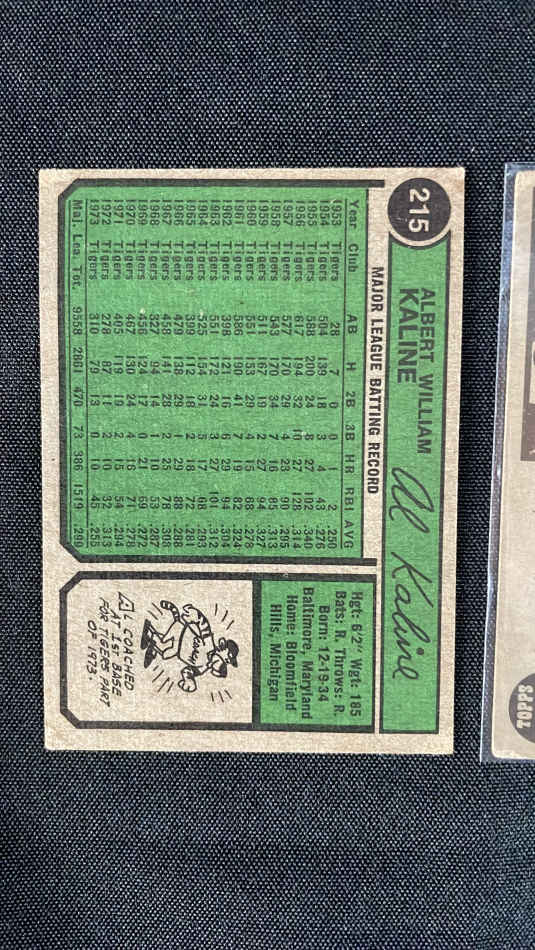 215
ALBERT WILLIAM
KALINE
Al Kaline
MAJOR LEAGUE BATTING RECORD
Year Club AB H 2B 3B HR RBI AVG
1953 Tigers 28 7 0 0 1 2 .250
1954 Tigers 504 139 18 3 4 43 .276
1955 Tigers 588 200 24 8 27 102 .340
1956 Tigers 617 194 32 10 27 128 .314
1957 Tigers 577 170 29 4 23 90 .295
1958 Tigers 543 170 34 7 16 85 .313
1959 Tigers 511 167 19 2 27 94 .327
1960 Tigers 551 153 29 4 15 68 .278
1961 Tigers 586 190 41 7 19 82 .324
1962 Tigers 398 121 16 6 29 94 .304
1963 Tigers 551 172 24 3 27 101 .312
1964 Tigers 525 154 31 5 17 68 .293
1965 Tigers 399 112 18 2 18 72 .281
1966 Tigers 479 138 29 1 29 88 .288
1967 Tigers 458 141 28 2 25 78 .308
1968 Tigers 327 94 14 1 10 53 .287
1969 Tigers 456 124 17 0 21 69 .272
1970 Tigers 467 130 24 4 16 71 .278
1971 Tigers 405 119 19 2 15 54 .294
1972 Tigers 278 87 11 2 10 32 .313
1973 Tigers 310 79 13 0 10 45 .255
Maj. Lea. Tot. 9558 2861 470 73 386 1519 .299
Hgt: 6'2" Wgt: 185
Bats: R. Throws: R.
Born: 12-19-34
Baltimore, Maryland
Home: Bloomfield
Hills, Michigan
AL COACHED
AT 1ST BASE
FOR TIGERS PART
OF 1973.
TOPPS